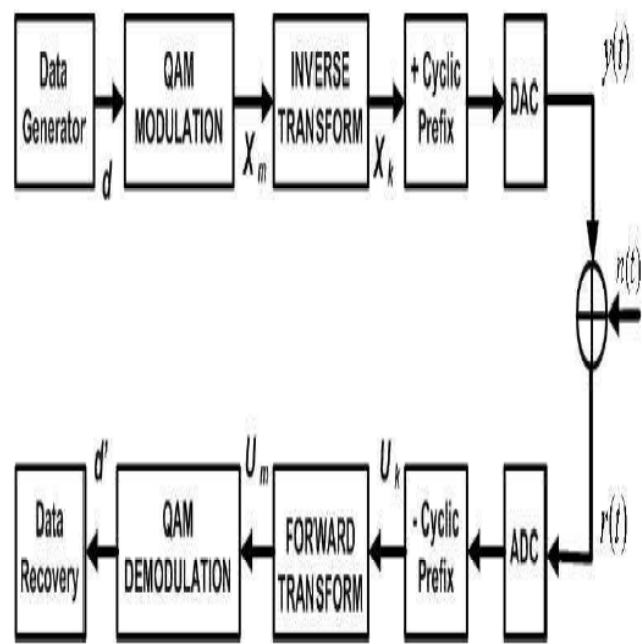 Data
Generator
d
QAM
MODULATION
X m
INVERSE
TRANSFORM
X k
+ Cyclic
Prefix
DAC
y(t)
n(t)
r(t)
ADC
- Cyclic
Prefix
U k
FORWARD
TRANSFORM
U m
QAM
DEMODULATION
d'
Data
Recovery